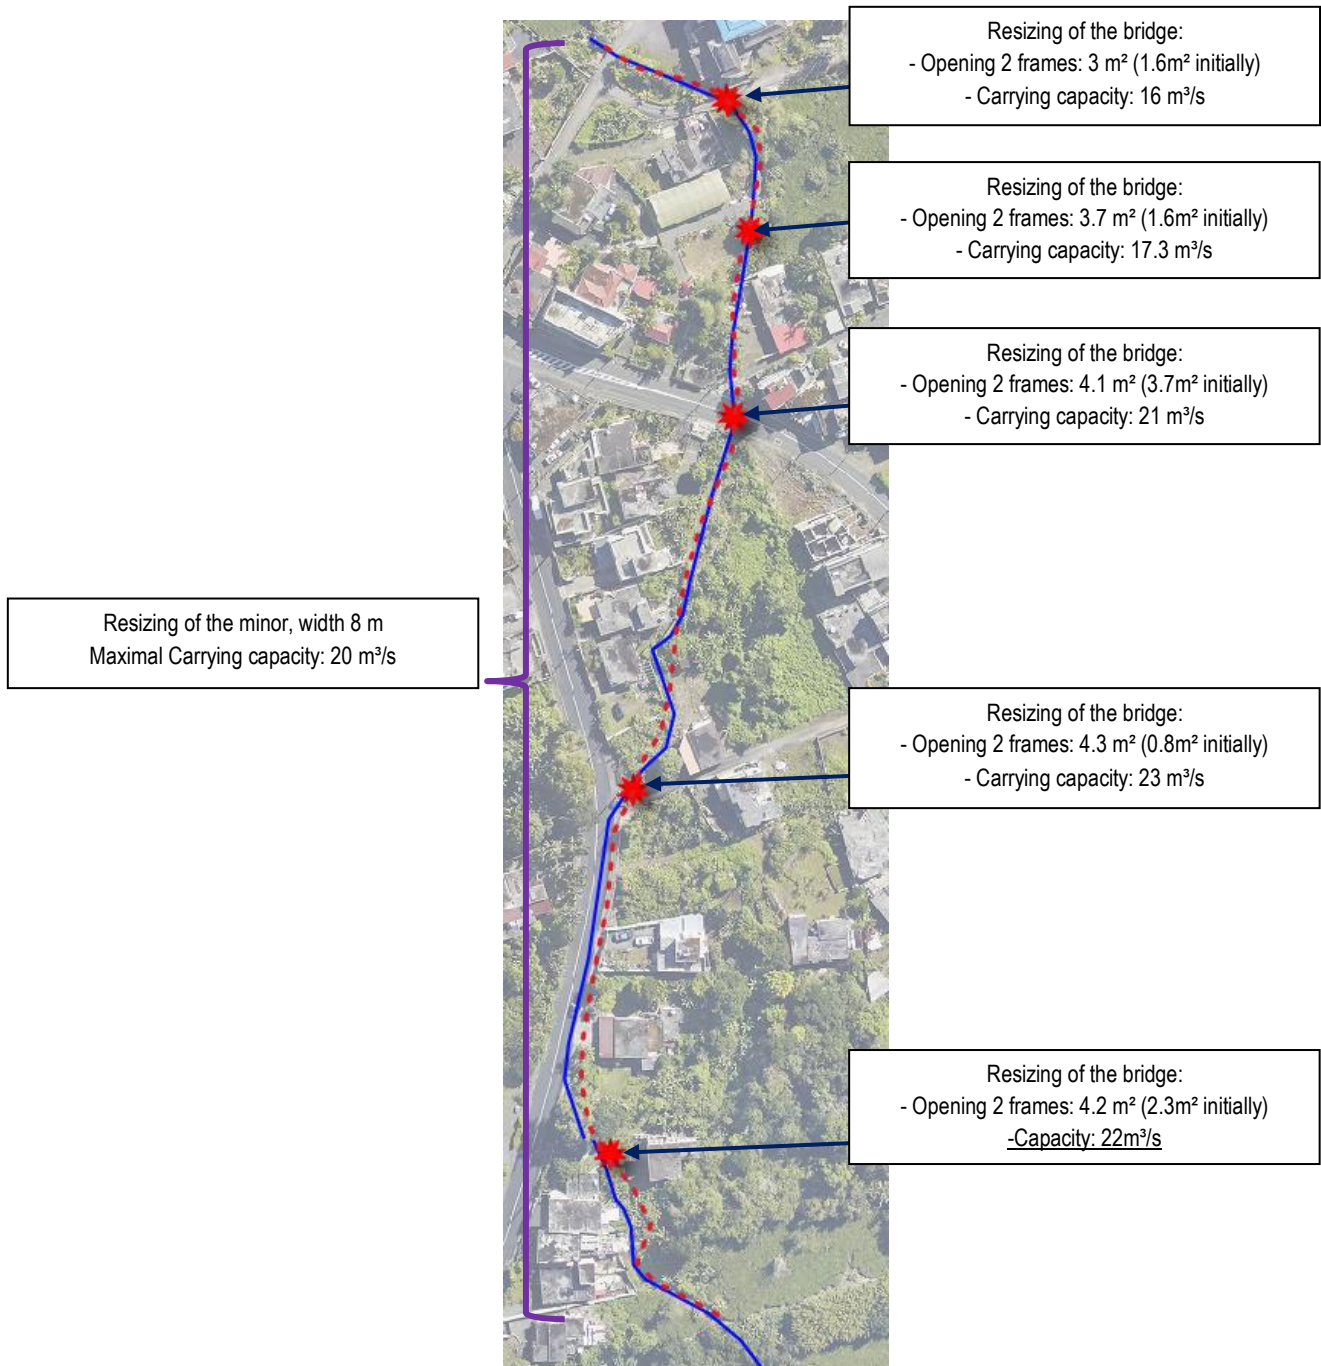 Resizing of the bridge:
- Opening 2 frames: 3 m² (1.6m² initially)
- Carrying capacity: 16 m³/s
Resizing of the bridge:
- Opening 2 frames: 3.7 m² (1.6m² initially)
- Carrying capacity: 17.3 m³/s
Resizing of the bridge:
- Opening 2 frames: 4.1 m² (3.7m² initially)
- Carrying capacity: 21 m³/s
Resizing of the minor, width 8 m
Maximal Carrying capacity: 20 m³/s
Resizing of the bridge:
- Opening 2 frames: 4.3 m² (0.8m² initially)
- Carrying capacity: 23 m³/s
Resizing of the bridge:
- Opening 2 frames: 4.2 m² (2.3m² initially)
-Capacity: 22m³/s